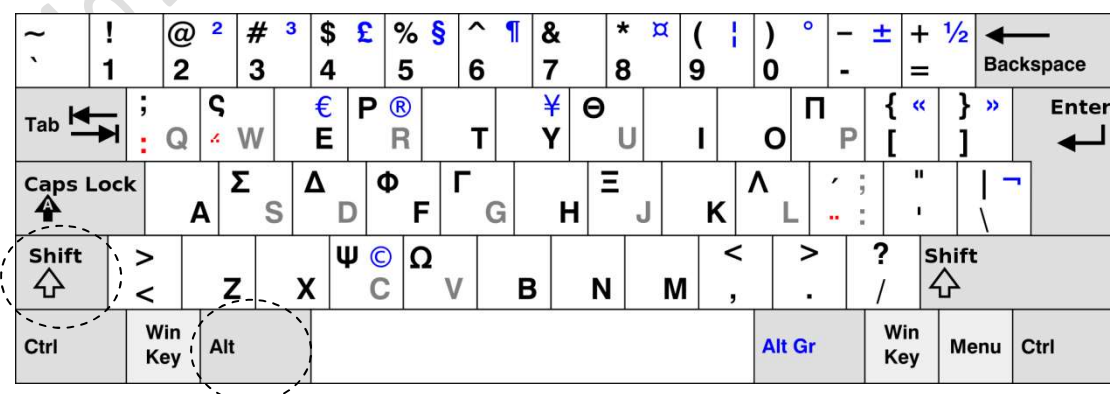 ~ ! @ ² # ³ $ £ % § ^ ¶ & * ¤ ( ¦ ) ° – ± + ½
` 1 2 3 4 5 6 7 8 9 0 - = Backspace
; ς € Ρ ® ¥ Θ Π { « } » Enter
Tab : Q ΅ W E R T Y U I O P [ ]
Caps Lock Σ Δ Φ Γ Ξ Λ ΄ ; " | ¬
A A S D F G H J K L ¨ : ' \
Shift > Ψ © Ω < > ? Shift
< Z X C V B N M , . /
Ctrl Win Key Alt Alt Gr Win Key Menu Ctrl